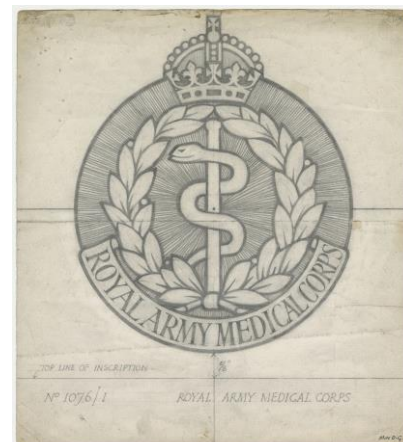 ROYAL ARMY MEDICAL CORPS
TOP LINE OF INSCRIPTION
Nº 1076/1 ROYAL ARMY MEDICAL CORPS